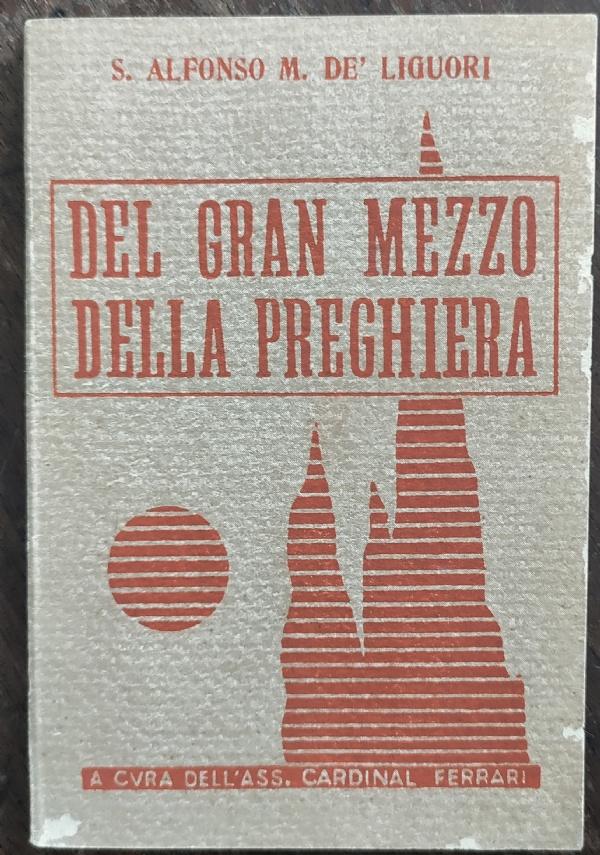 S. ALFONSO M. DE' LIGUORI
DEL GRAN MEZZO
DELLA PREGHIERA
A CVRA DELL'ASS. CARDINAL FERRARI